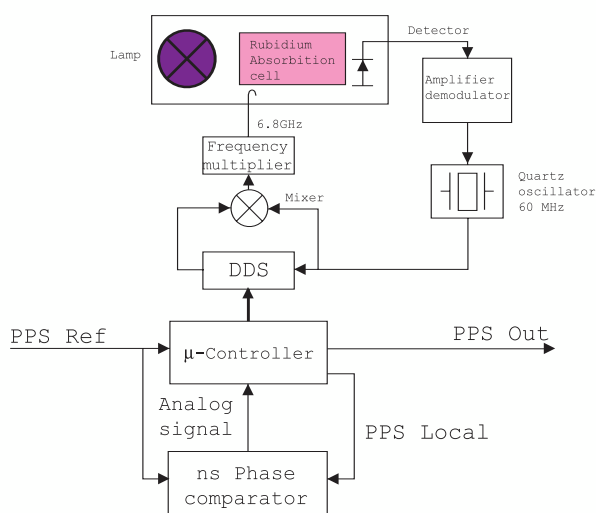 Detector
Lamp
Rubidium
Absorbition
cell
Amplifier
demodulator
6.8GHz
Frequency
multiplier
Mixer
Quartz
oscillator
60 MHz
DDS
PPS Ref
μ-Controller
PPS Out
Analog
signal
PPS Local
ns Phase
comparator